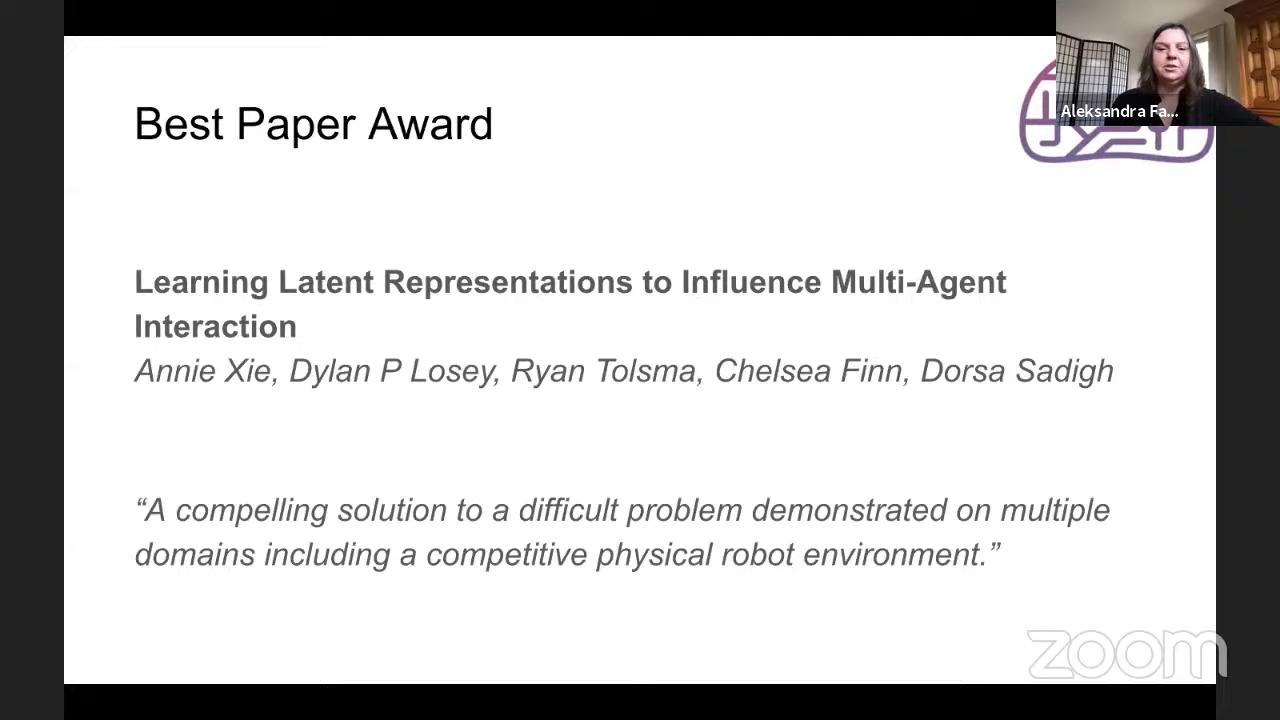 Best Paper Award
Aleksandra Fa...
Learning Latent Representations to Influence Multi-Agent
Interaction
Annie Xie, Dylan P Losey, Ryan Tolsma, Chelsea Finn, Dorsa Sadigh
“A compelling solution to a difficult problem demonstrated on multiple
domains including a competitive physical robot environment.”
zoom